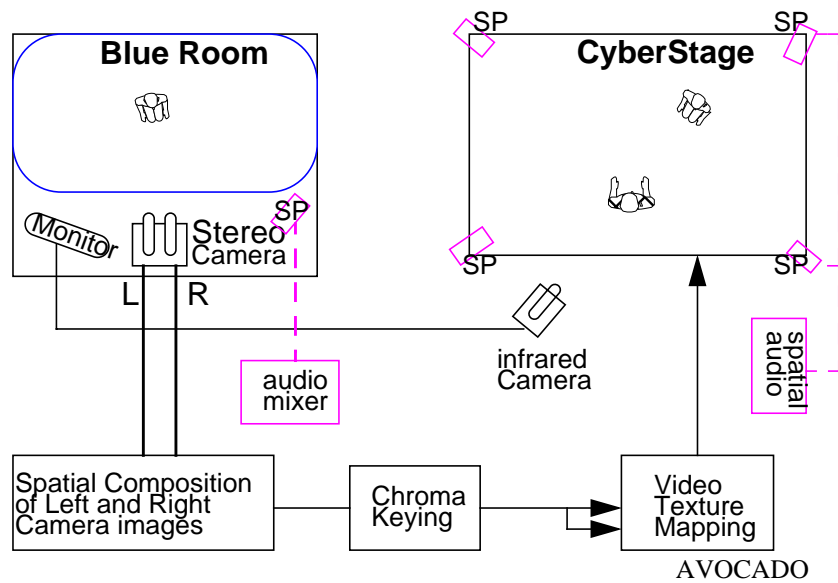 SP
SP
Blue Room
CyberStage
Monitor
Stereo
Camera
SP
SP
SP
L
R
infrared
Camera
audio
mixer
spatial
audio
Spatial Composition
of Left and Right
Camera images
Chroma
Keying
Video
Texture
Mapping
AVOCADO